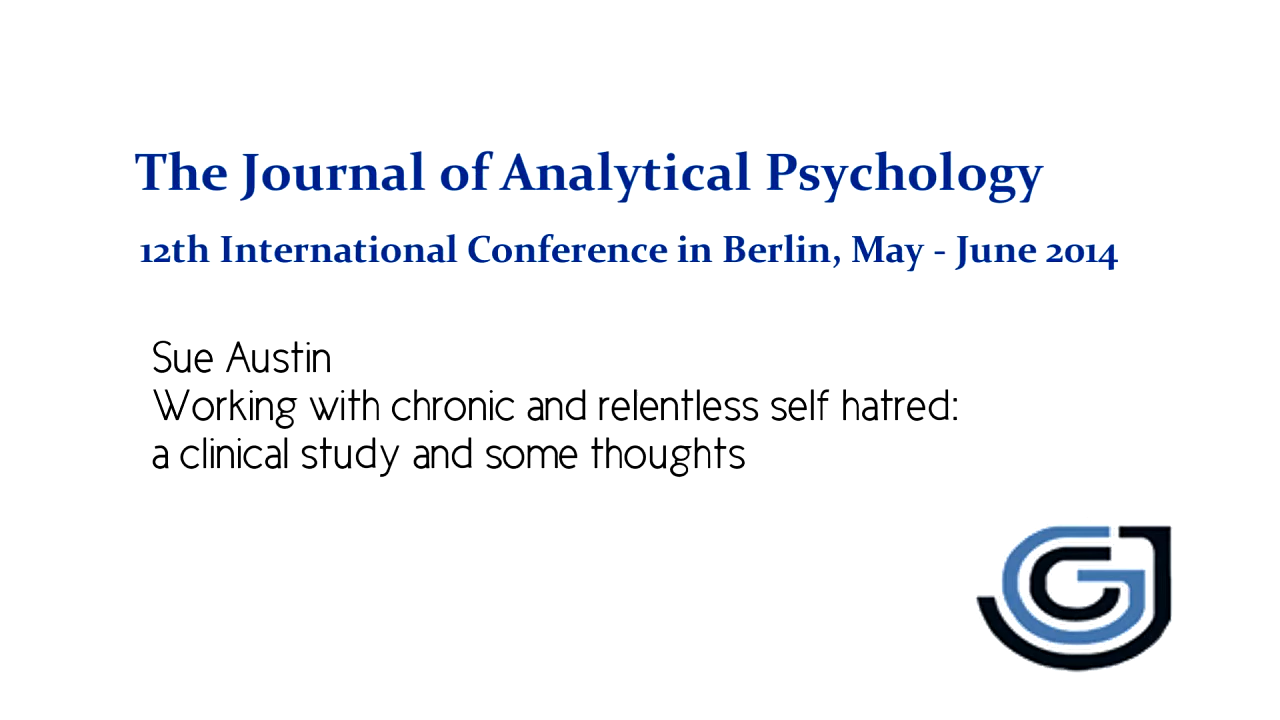 The Journal of Analytical Psychology
12th International Conference in Berlin, May - June 2014
Sue Austin
Working with chronic and relentless self hatred:
a clinical study and some thoughts
CGJ